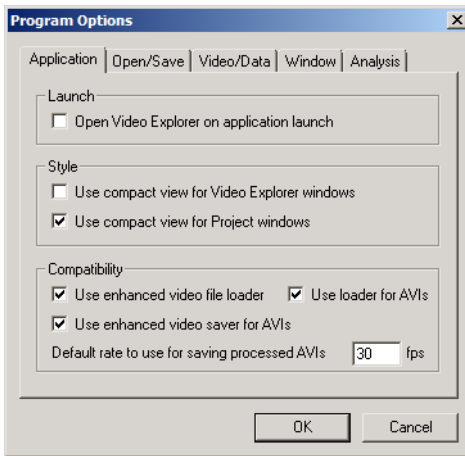 Program Options
Application Open/Save Video/Data Window Analysis
Launch
Open Video Explorer on application launch
Style
Use compact view for Video Explorer windows
Use compact view for Project windows
Compatibility
Use enhanced video file loader Use loader for AVIs
Use enhanced video saver for AVIs
Default rate to use for saving processed AVIs 30 fps
OK Cancel